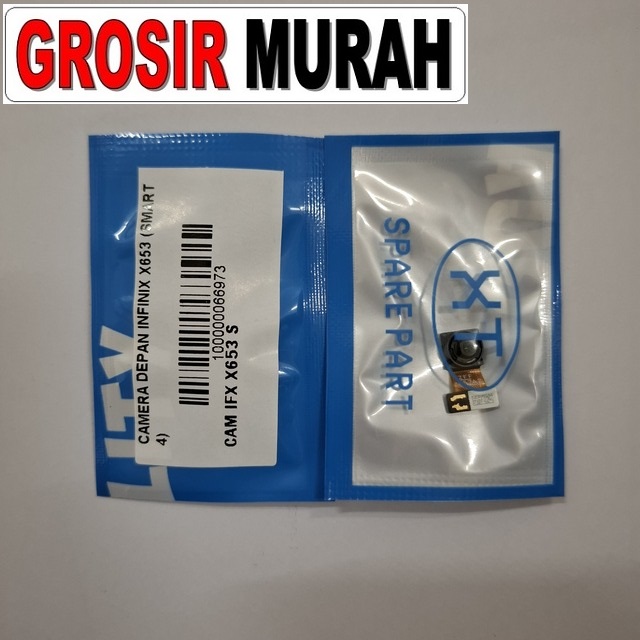 GROSIR MURAH
CAMERA DEPAN INFINIX X653 (SMART
4)
100000066973
CAM IFX X653 S
XT
SPARE PART